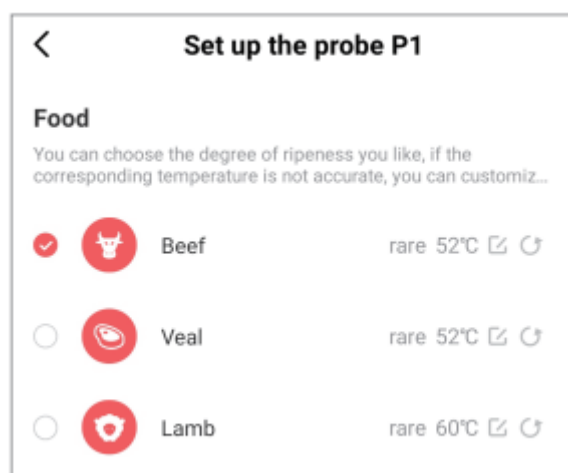 Set up the probe P1
Food
You can choose the degree of ripeness you like, if the
corresponding temperature is not accurate, you can customiz...
Beef rare 52℃
Veal rare 52℃
Lamb rare 60℃